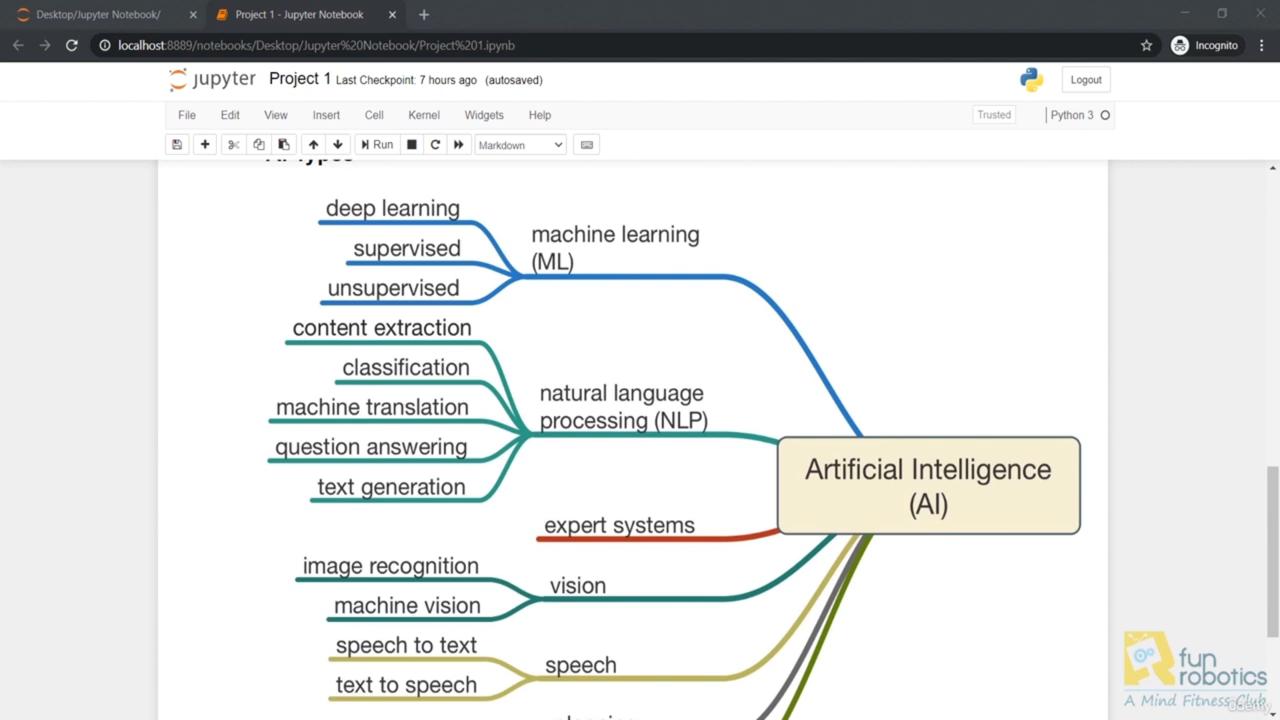 Desktop/Jupyter Notebook/
Project 1 - Jupyter Notebook
localhost:8889/notebooks/Desktop/Jupyter%20Notebook/Project%201.ipynb
Incognito
jupyter Project 1 Last Checkpoint: 7 hours ago (autosaved)
Logout
File Edit View Insert Cell Kernel Widgets Help
Trusted
Python 3
Run
Markdown
AI Types
deep learning
supervised
unsupervised
machine learning
(ML)
content extraction
classification
machine translation
question answering
text generation
natural language
processing (NLP)
Artificial Intelligence
(AI)
expert systems
image recognition
machine vision
vision
speech to text
text to speech
speech
planning
fun
robotics
A Mind Fitness Club
Udemy